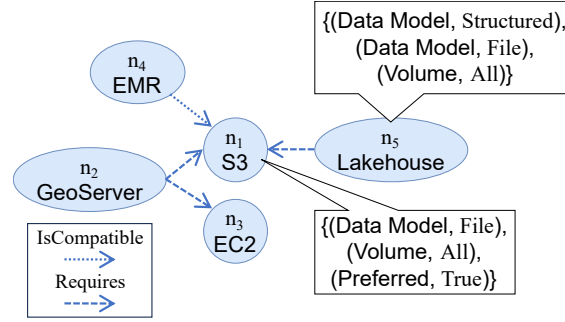 {(Data Model, Structured),
(Data Model, File),
(Volume, All)}
n4
EMR
n1
S3
n5
Lakehouse
n2
GeoServer
n3
EC2
{(Data Model, File),
(Volume, All),
(Preferred, True)}
IsCompatible
Requires